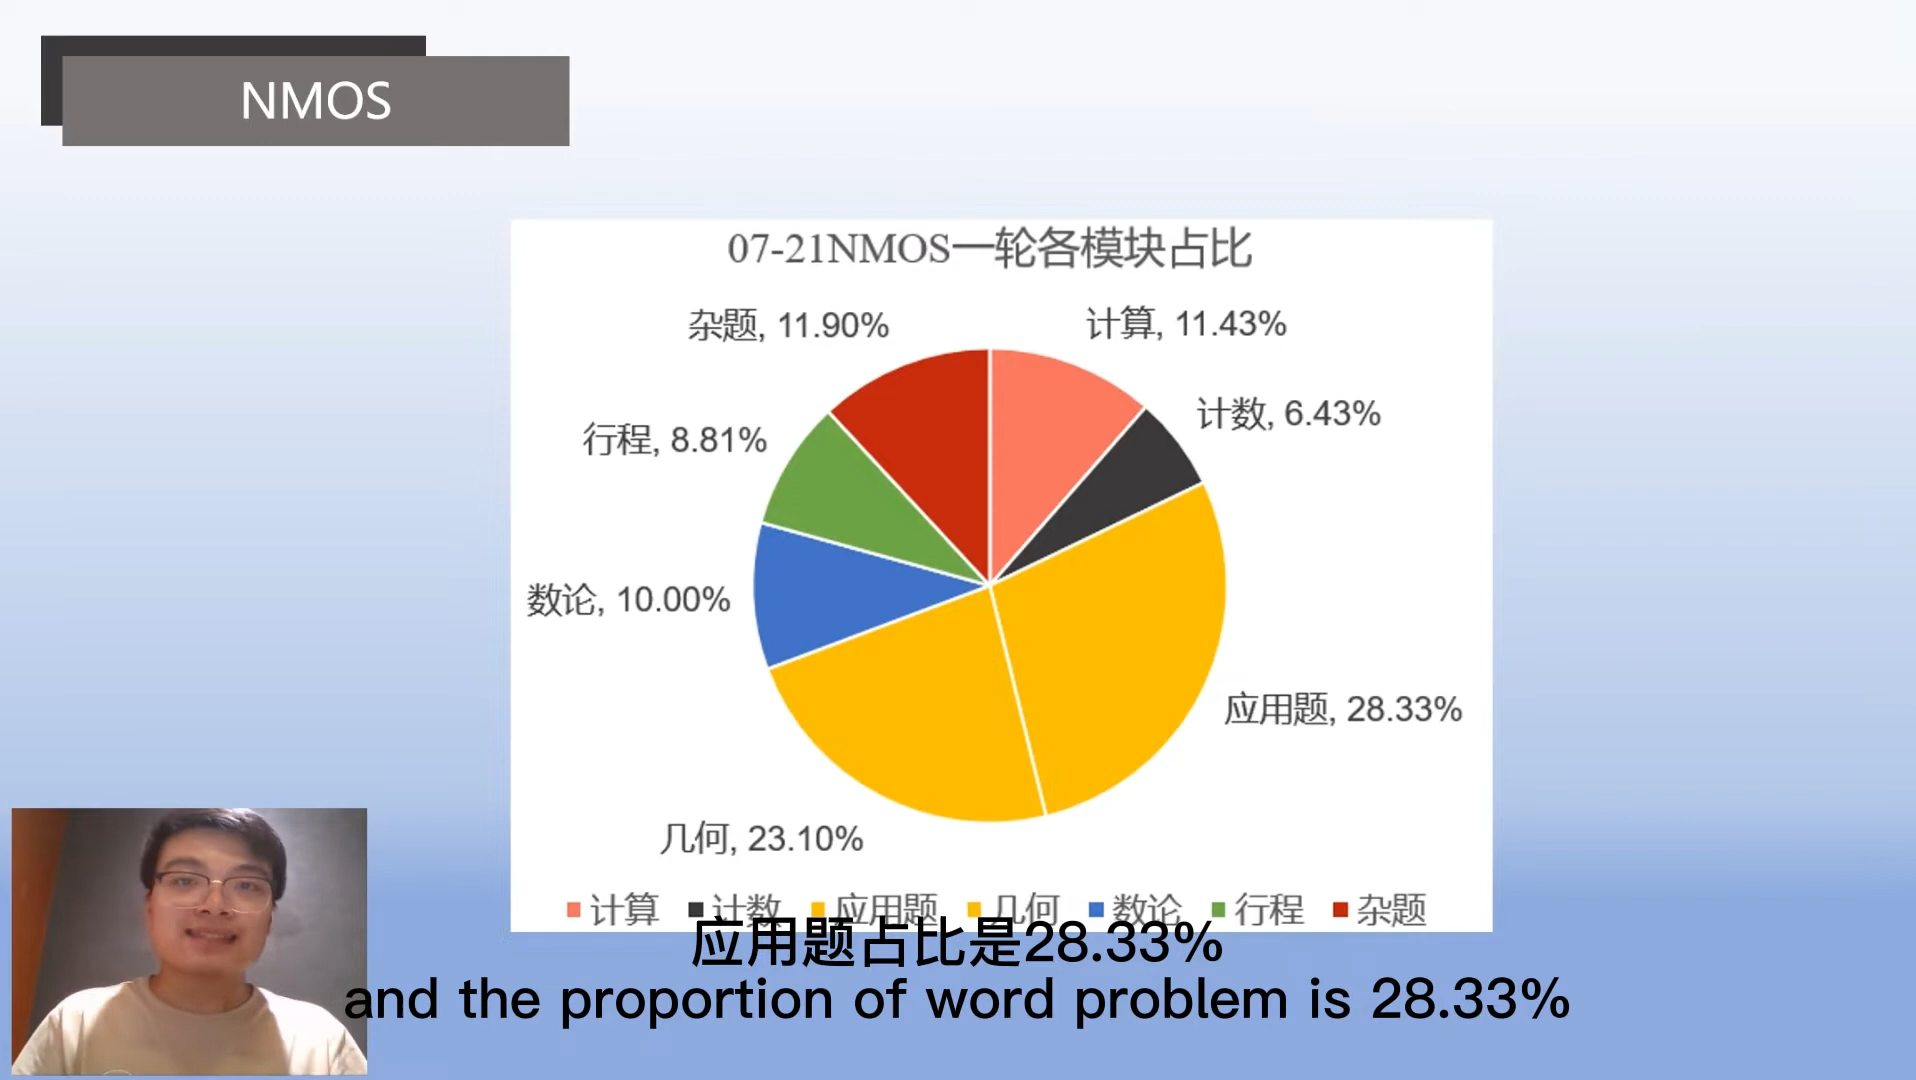 NMOS
07-21NMOS一轮各模块占比
杂题, 11.90%
计算, 11.43%
计数, 6.43%
行程, 8.81%
数论, 10.00%
应用题, 28.33%
几何, 23.10%
计算 计数 应用题 几何 数论 行程 杂题
应用题占比是28.33%
and the proportion of word problem is 28.33%